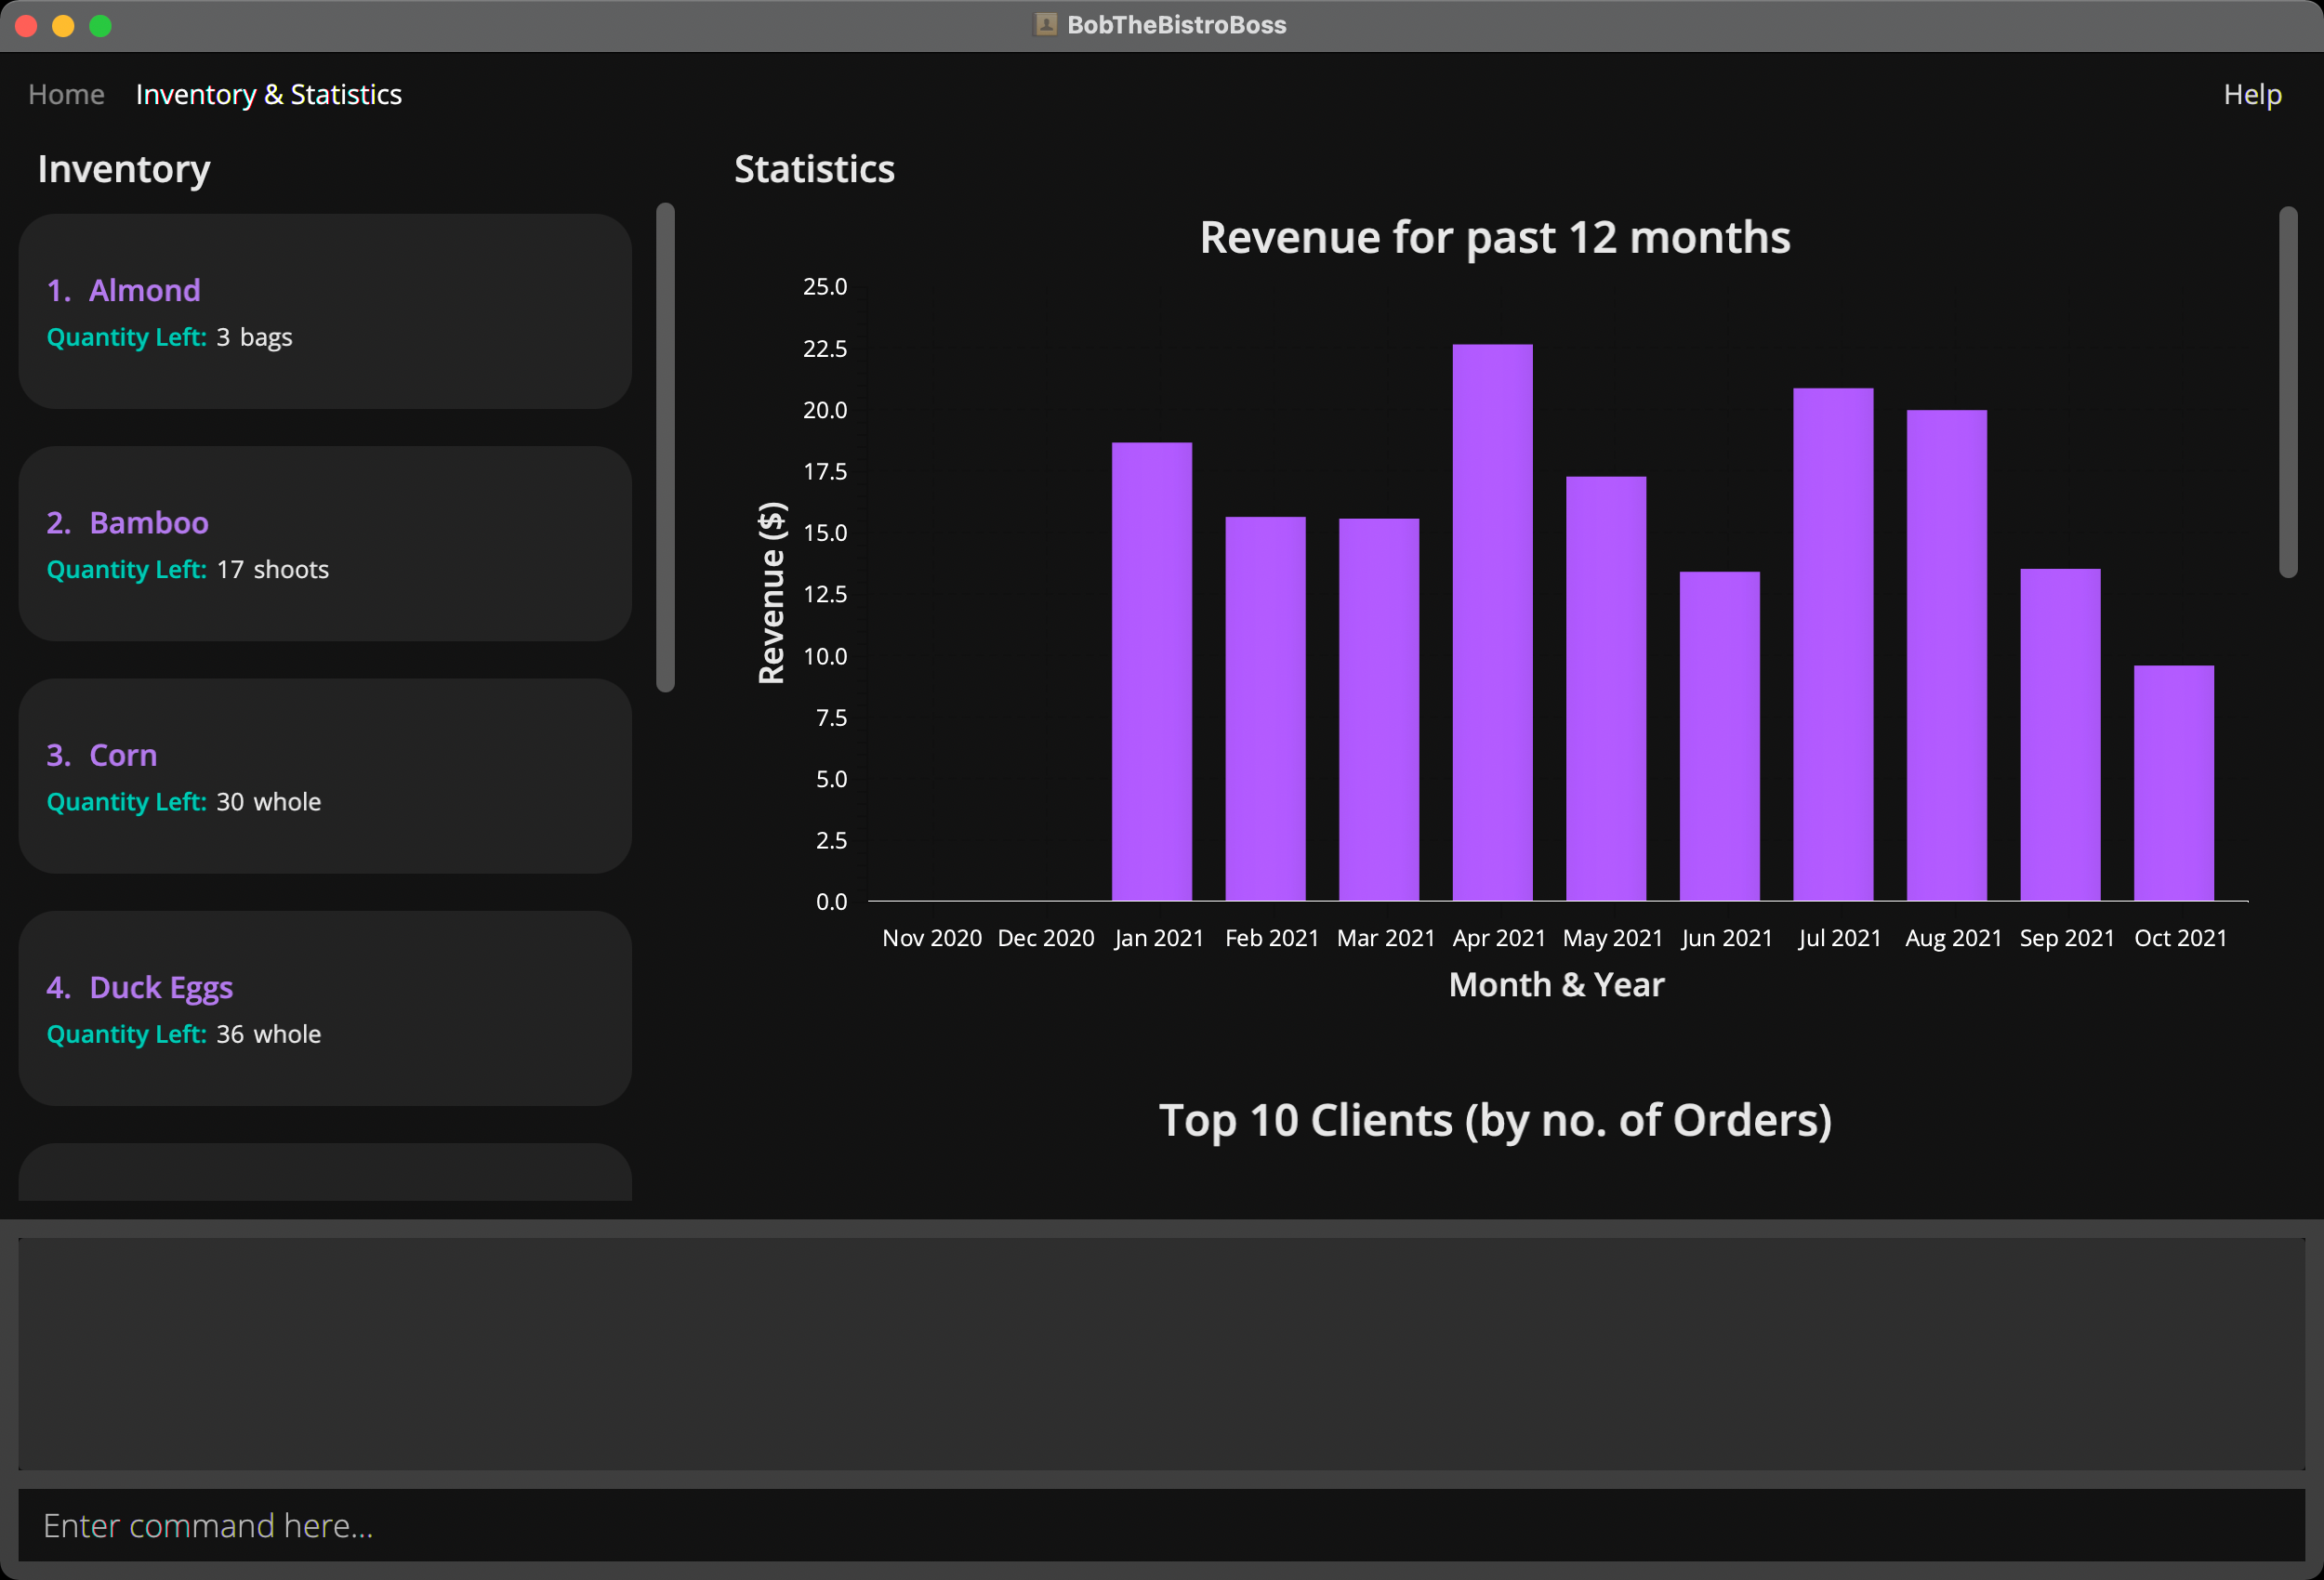 BobTheBistroBoss
Home Inventory & Statistics Help
Inventory
1. Almond
Quantity Left: 3 bags
2. Bamboo
Quantity Left: 17 shoots
3. Corn
Quantity Left: 30 whole
4. Duck Eggs
Quantity Left: 36 whole
Statistics
Revenue for past 12 months
Revenue ($)
25.0
22.5
20.0
17.5
15.0
12.5
10.0
7.5
5.0
2.5
0.0
Nov 2020 Dec 2020 Jan 2021 Feb 2021 Mar 2021 Apr 2021 May 2021 Jun 2021 Jul 2021 Aug 2021 Sep 2021 Oct 2021
Month & Year
Top 10 Clients (by no. of Orders)
Enter command here...